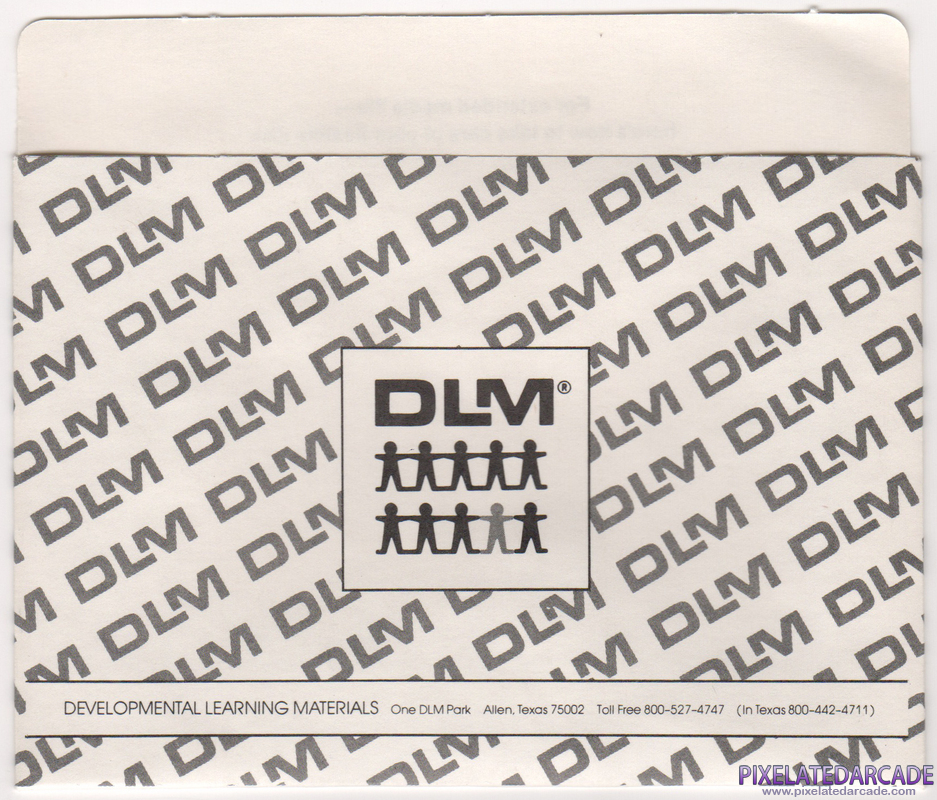 DLM®
DEVELOPMENTAL LEARNING MATERIALS One DLM Park Allen, Texas 75002 Toll Free 800-527-4747 (In Texas 800-442-4711)
PIXELATEDARCADE
www.pixelatedarcade.com